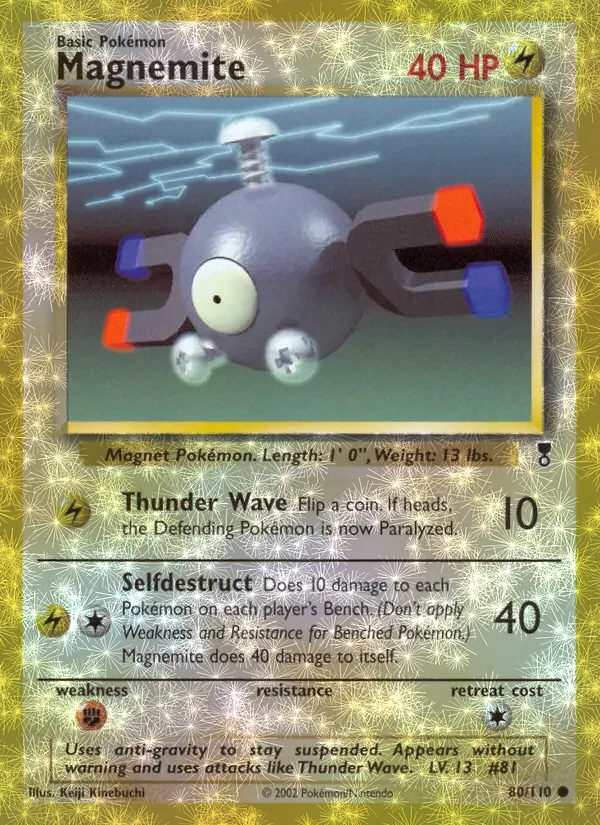 Basic Pokémon
Magnemite 40 HP
Magnet Pokémon. Length: 1' 0", Weight: 13 lbs.
Thunder Wave Flip a coin. If heads,
the Defending Pokémon is now Paralyzed.
10
Selfdestruct Does 10 damage to each
Pokémon on each player's Bench. (Don't apply
Weakness and Resistance for Benched Pokémon.)
Magnemite does 40 damage to itself.
40
weakness resistance retreat cost
Uses anti-gravity to stay suspended. Appears without
warning and uses attacks like Thunder Wave. LV. 13 #81
Illus. Keiji Kinebuchi © 2002 Pokémon/Nintendo 80/110